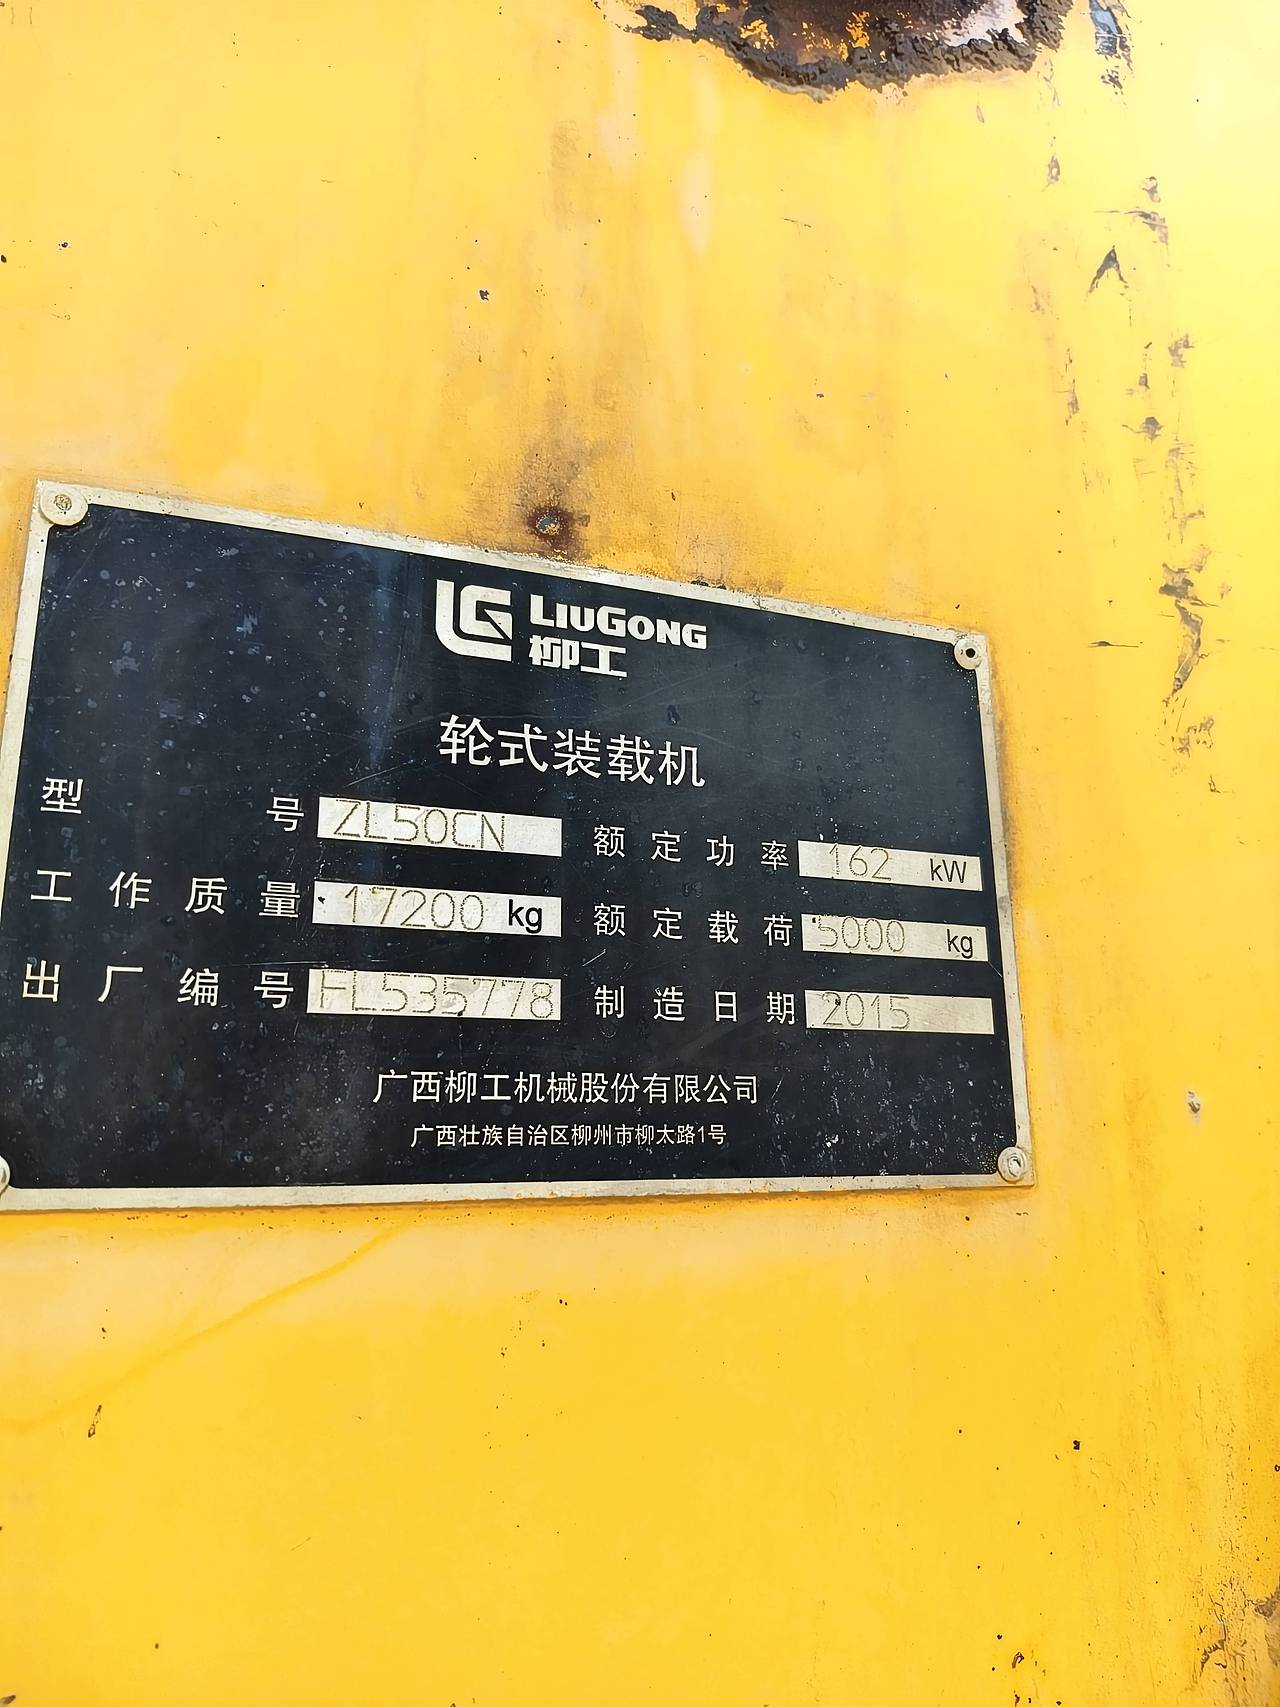 LG LIUGONG
柳工
轮式装载机
型号 ZL50CN 额定功率 162 kW
工作质量 17200 kg 额定载荷 5000 kg
出厂编号 FL535778 制造日期 2015
广西柳工机械股份有限公司
广西壮族自治区柳州市柳太路1号